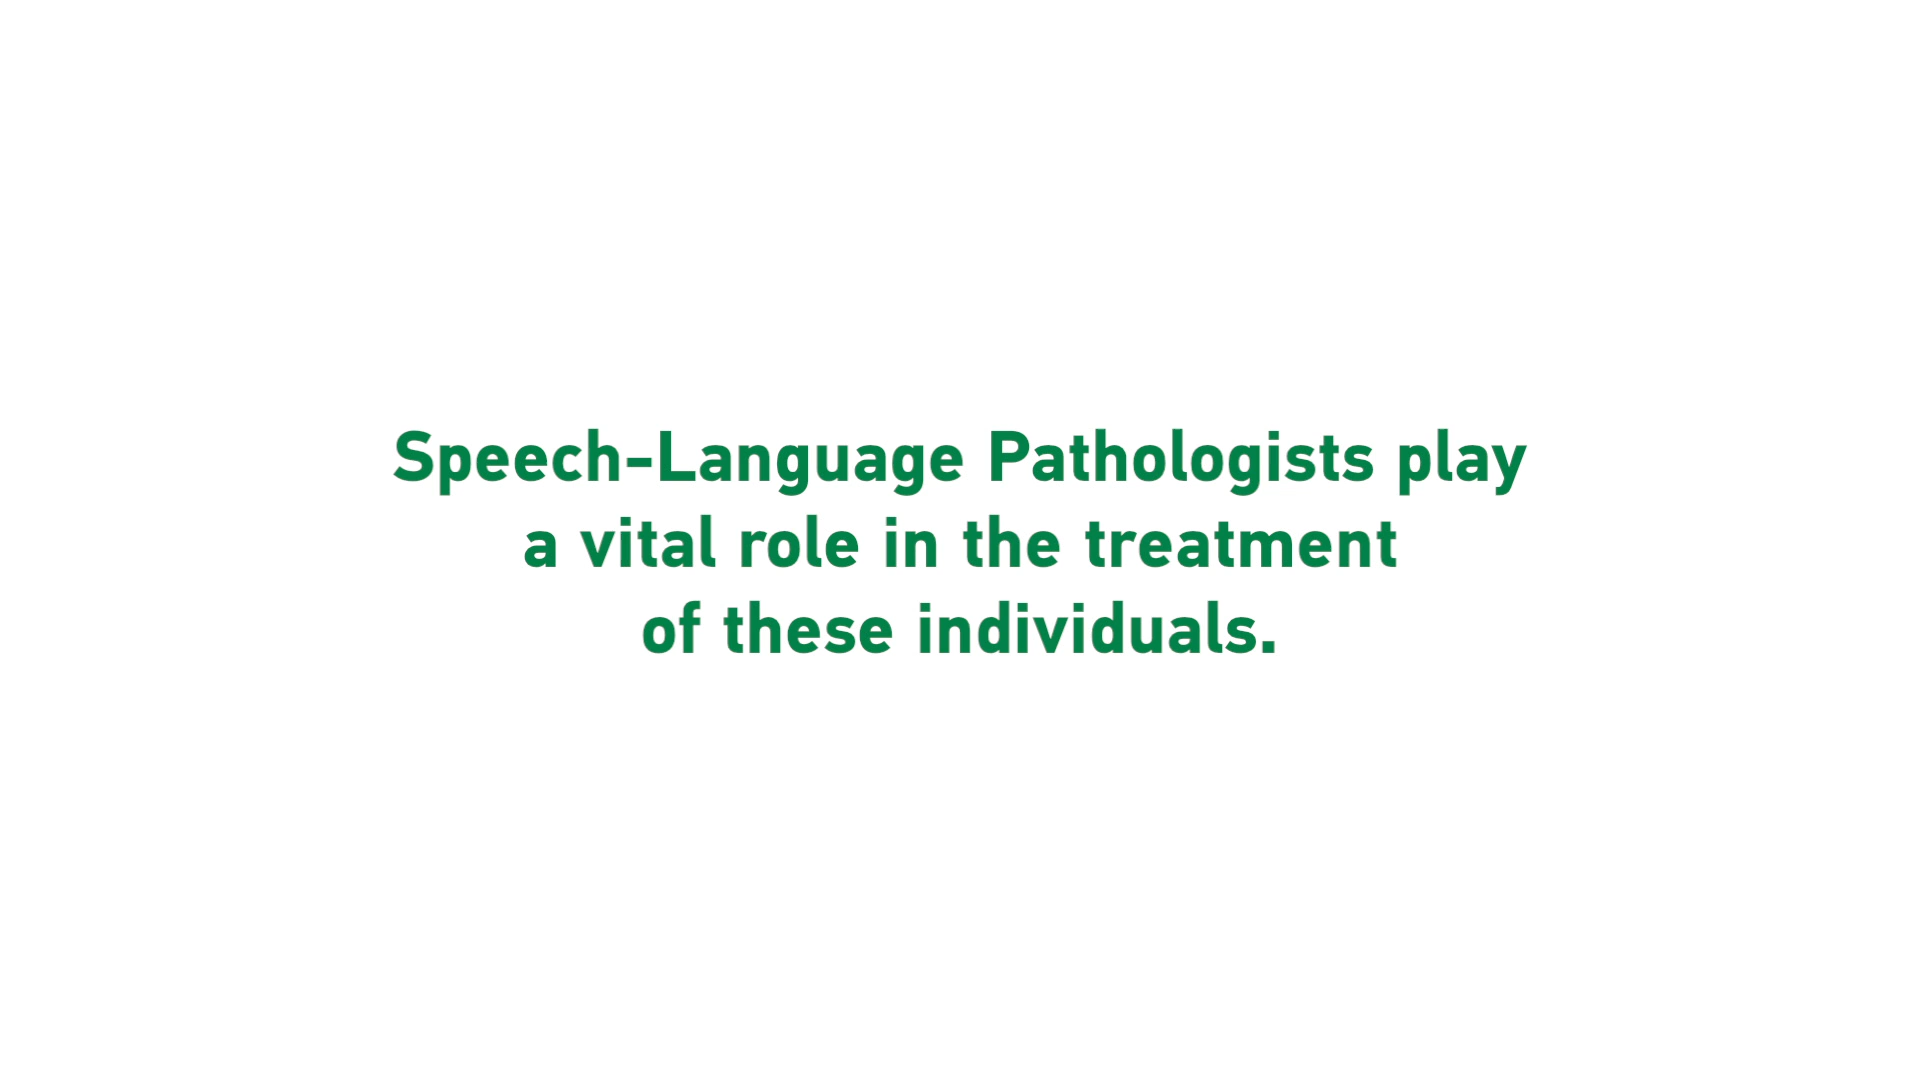 Speech-Language Pathologists play
a vital role in the treatment
of these individuals.